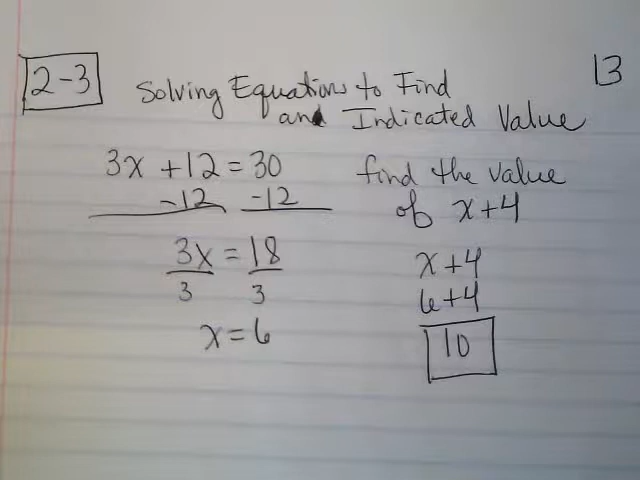 2-3 Solving Equations to Find 13
an Indicated Value
3x + 12 = 30 find the value
-12 -12 of x+4
3x = 18 x+4
3 3 6+4
x = 6 10